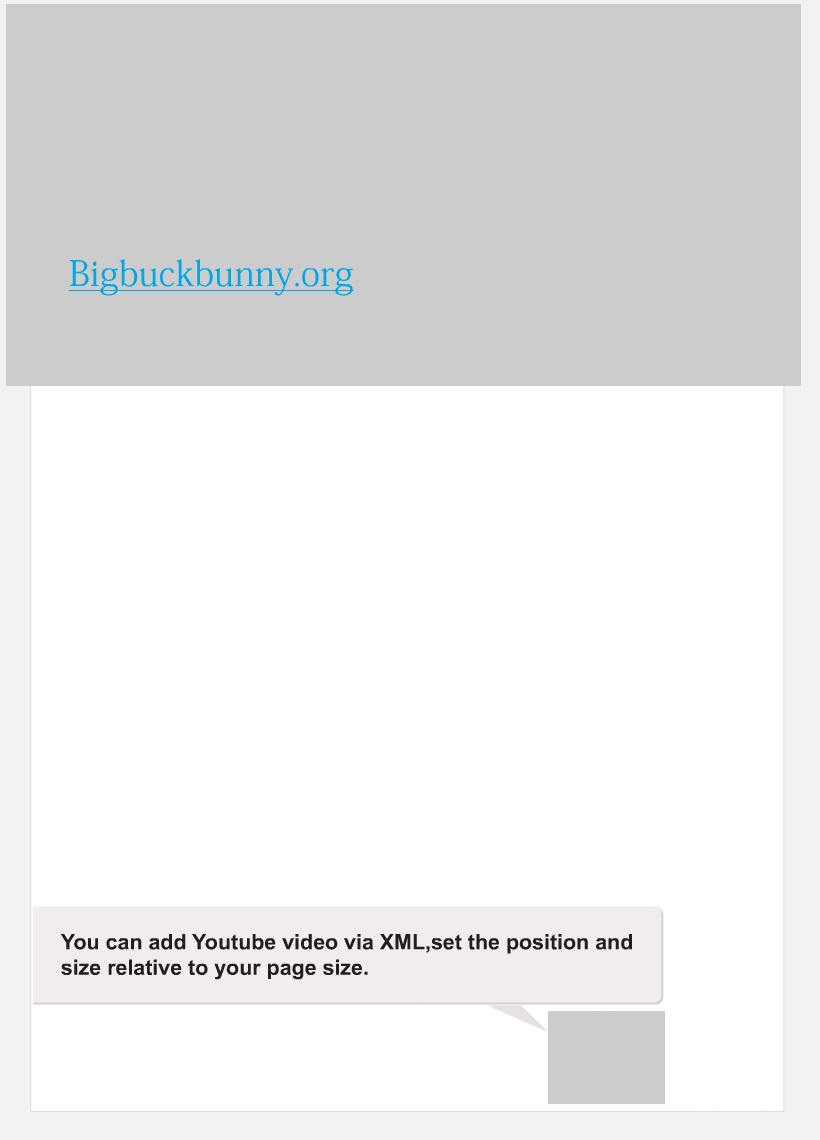 Bigbuckbunny.org
You can add Youtube video via XML,set the position and
size relative to your page size.